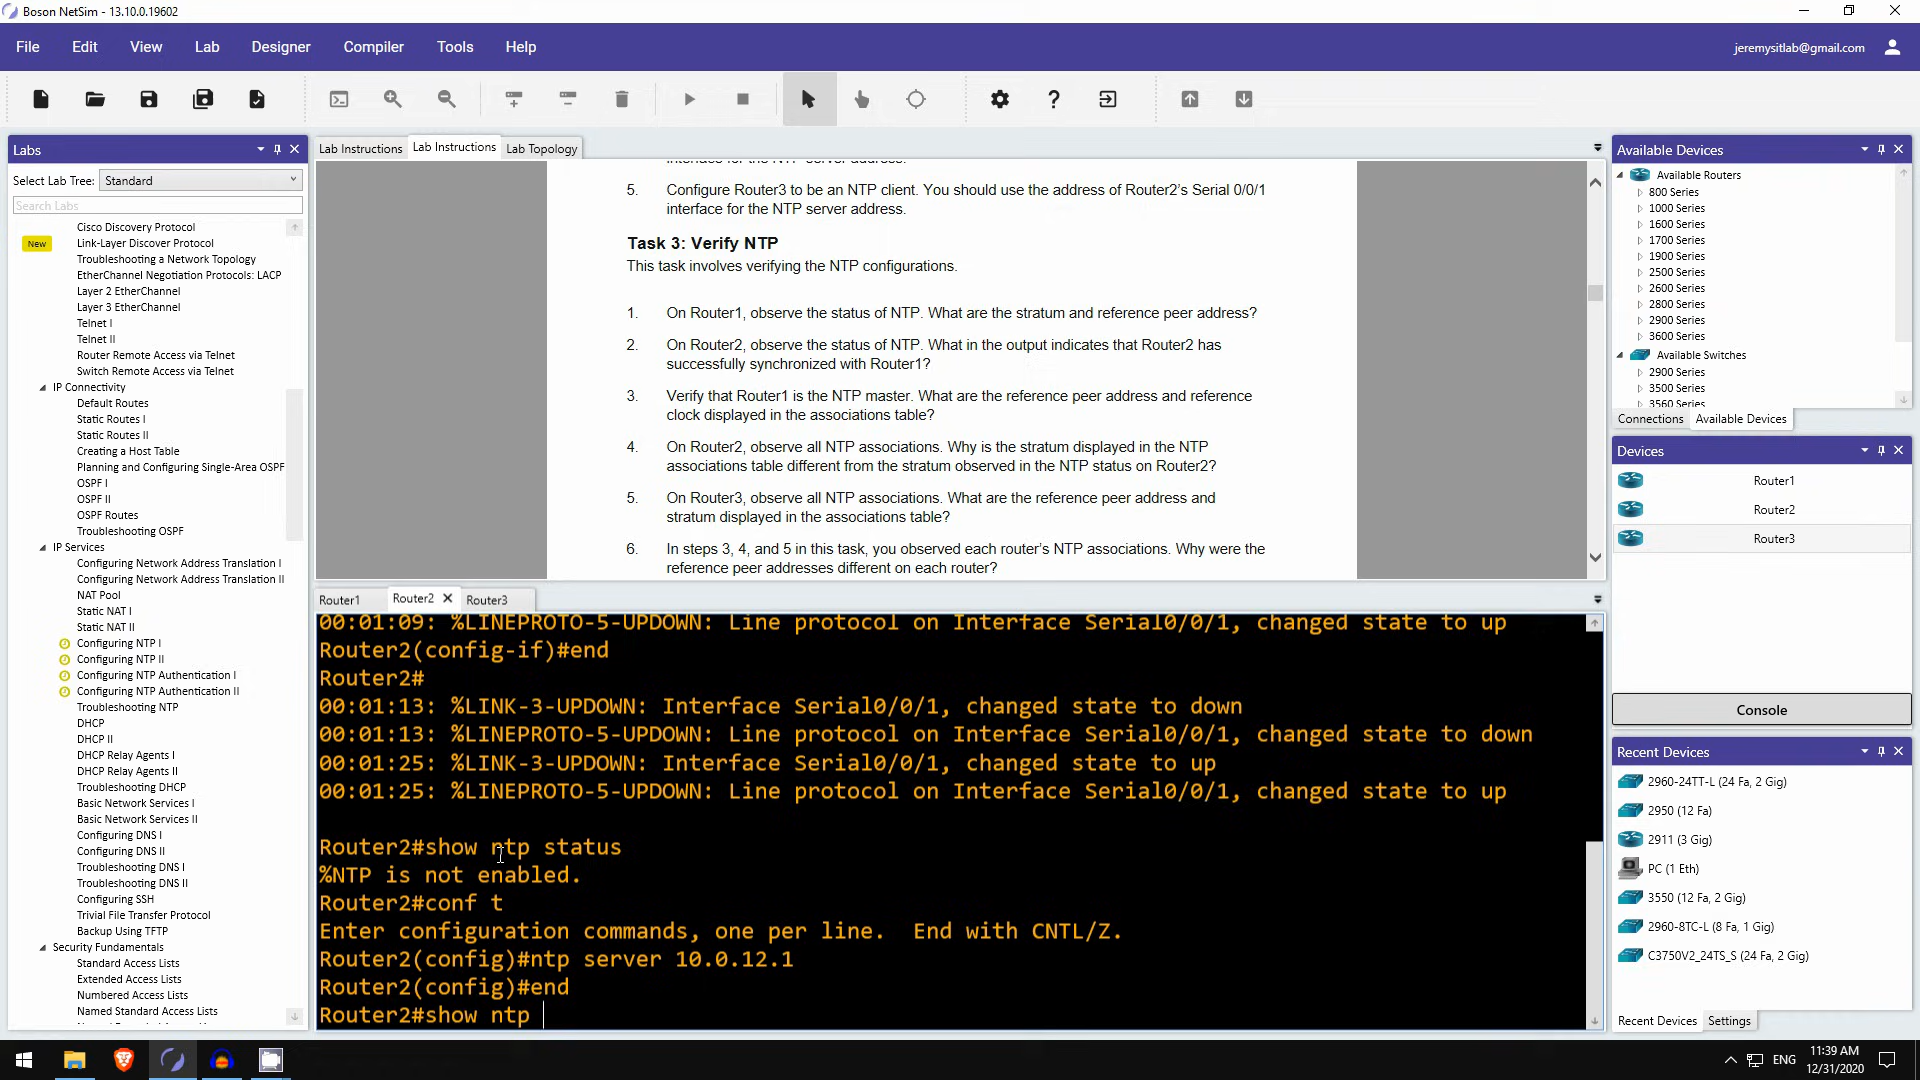 Boson NetSim - 13.10.0.19602
File Edit View Lab Designer Compiler Tools Help
jeremysitlab@gmail.com
Labs
Select Lab Tree: Standard
Search Labs
Cisco Discovery Protocol
New Link-Layer Discover Protocol
Troubleshooting a Network Topology
EtherChannel Negotiation Protocols: LACP
Layer 2 EtherChannel
Layer 3 EtherChannel
Telnet I
Telnet II
Router Remote Access via Telnet
Switch Remote Access via Telnet
IP Connectivity
Default Routes
Static Routes I
Static Routes II
Creating a Host Table
Planning and Configuring Single-Area OSPF
OSPF I
OSPF II
OSPF Routes
Troubleshooting OSPF
IP Services
Configuring Network Address Translation I
Configuring Network Address Translation II
NAT Pool
Static NAT I
Static NAT II
Configuring NTP I
Configuring NTP II
Configuring NTP Authentication I
Configuring NTP Authentication II
Troubleshooting NTP
DHCP
DHCP II
DHCP Relay Agents I
DHCP Relay Agents II
Troubleshooting DHCP
Basic Network Services I
Basic Network Services II
Configuring DNS I
Configuring DNS II
Troubleshooting DNS I
Troubleshooting DNS II
Configuring SSH
Trivial File Transfer Protocol
Backup Using TFTP
Security Fundamentals
Standard Access Lists
Extended Access Lists
Numbered Access Lists
Named Standard Access Lists
Lab Instructions Lab Instructions Lab Topology
interface for the NTP server address.
5. Configure Router3 to be an NTP client. You should use the address of Router2's Serial 0/0/1
interface for the NTP server address.
Task 3: Verify NTP
This task involves verifying the NTP configurations.
1. On Router1, observe the status of NTP. What are the stratum and reference peer address?
2. On Router2, observe the status of NTP. What in the output indicates that Router2 has
successfully synchronized with Router1?
3. Verify that Router1 is the NTP master. What are the reference peer address and reference
clock displayed in the associations table?
4. On Router2, observe all NTP associations. Why is the stratum displayed in the NTP
associations table different from the stratum observed in the NTP status on Router2?
5. On Router3, observe all NTP associations. What are the reference peer address and
stratum displayed in the associations table?
6. In steps 3, 4, and 5 in this task, you observed each router's NTP associations. Why were the
reference peer addresses different on each router?
Router1 Router2 Router3
00:01:09: %LINEPROTO-5-UPDOWN: Line protocol on Interface Serial0/0/1, changed state to up
Router2(config-if)#end
Router2#
00:01:13: %LINK-3-UPDOWN: Interface Serial0/0/1, changed state to down
00:01:13: %LINEPROTO-5-UPDOWN: Line protocol on Interface Serial0/0/1, changed state to down
00:01:25: %LINK-3-UPDOWN: Interface Serial0/0/1, changed state to up
00:01:25: %LINEPROTO-5-UPDOWN: Line protocol on Interface Serial0/0/1, changed state to up
Router2#show ntp status
%NTP is not enabled.
Router2#conf t
Enter configuration commands, one per line. End with CNTL/Z.
Router2(config)#ntp server 10.0.12.1
Router2(config)#end
Router2#show ntp
Available Devices
Available Routers
800 Series
1000 Series
1600 Series
1700 Series
1900 Series
2500 Series
2600 Series
2800 Series
2900 Series
3600 Series
Available Switches
2900 Series
3500 Series
3560 Series
Connections Available Devices
Devices
Router1
Router2
Router3
Console
Recent Devices
2960-24TT-L (24 Fa, 2 Gig)
2950 (12 Fa)
2911 (3 Gig)
PC (1 Eth)
3550 (12 Fa, 2 Gig)
2960-8TC-L (8 Fa, 1 Gig)
C3750V2_24TS_S (24 Fa, 2 Gig)
Recent Devices Settings
ENG
11:39 AM
12/31/2020